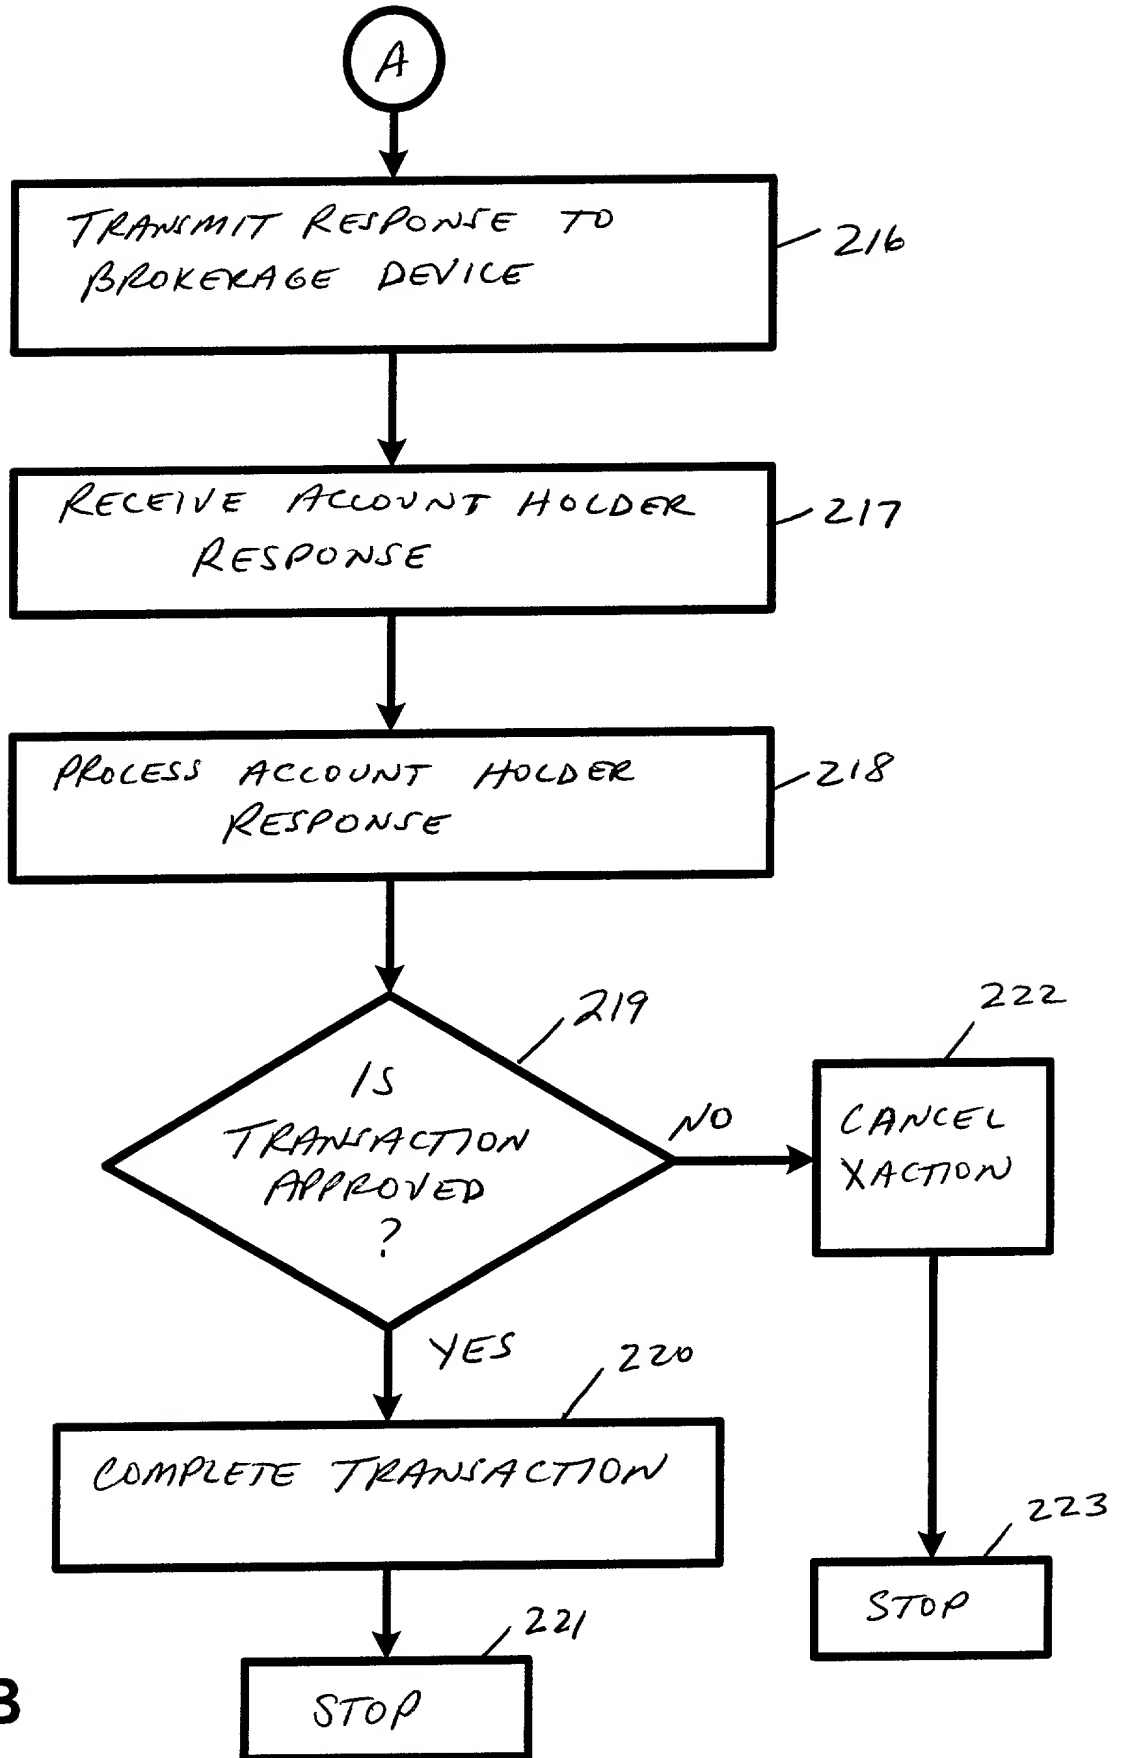 A
TRANSMIT RESPONSE TO
BROKERAGE DEVICE
216
RECEIVE ACCOUNT HOLDER
RESPONSE
217
PROCESS ACCOUNT HOLDER
RESPONSE
218
219
IS
TRANSACTION
APPROVED
?
NO
222
CANCEL
XACTION
YES
220
COMPLETE TRANSACTION
223
STOP
221
STOP
B